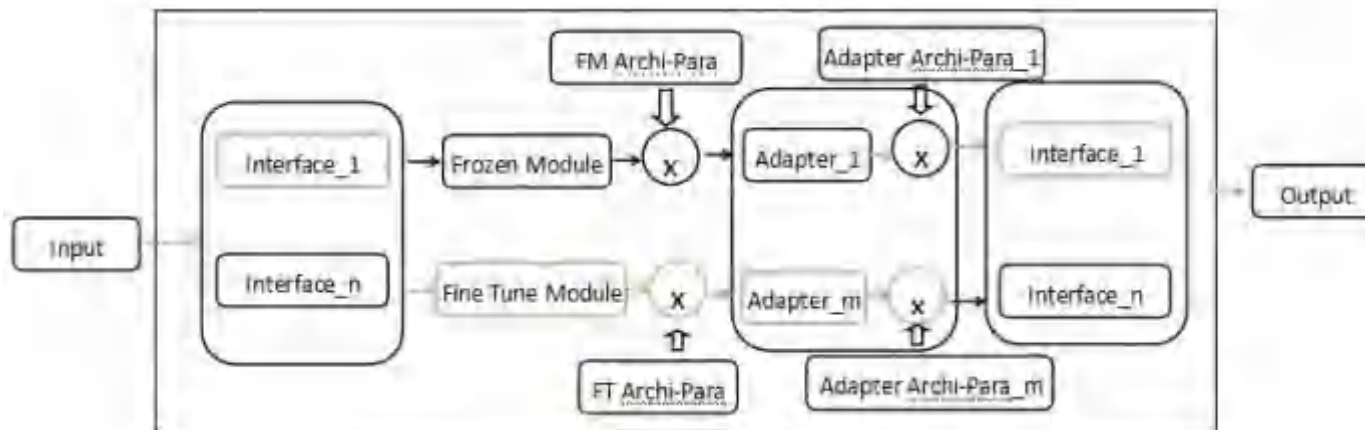 FM Archi-Para
Adapter Archi-Para_1
Interface_1
Frozen Module
x
Adapter_1
x
Interface_1
Input
Output
Interface_n
Fine Tune Module
x
Adapter_m
x
Interface_n
FT Archi-Para
Adapter Archi-Para_m